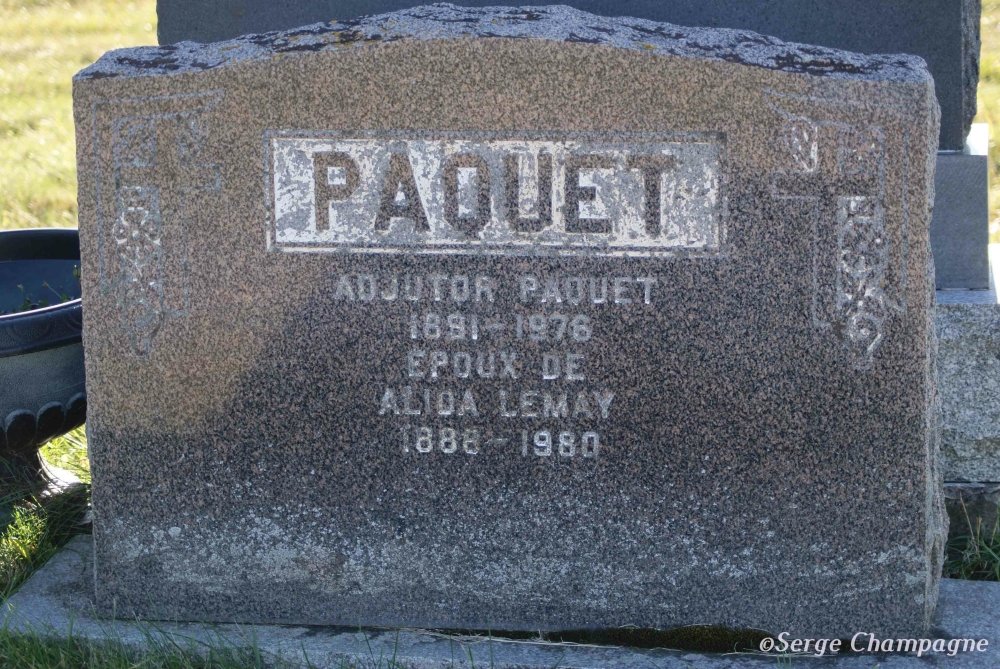 PAQUET
ADJUTOR PAQUET
1891-1976
EPOUX DE
ALIDA LEMAY
1888-1980
©Serge Champagne